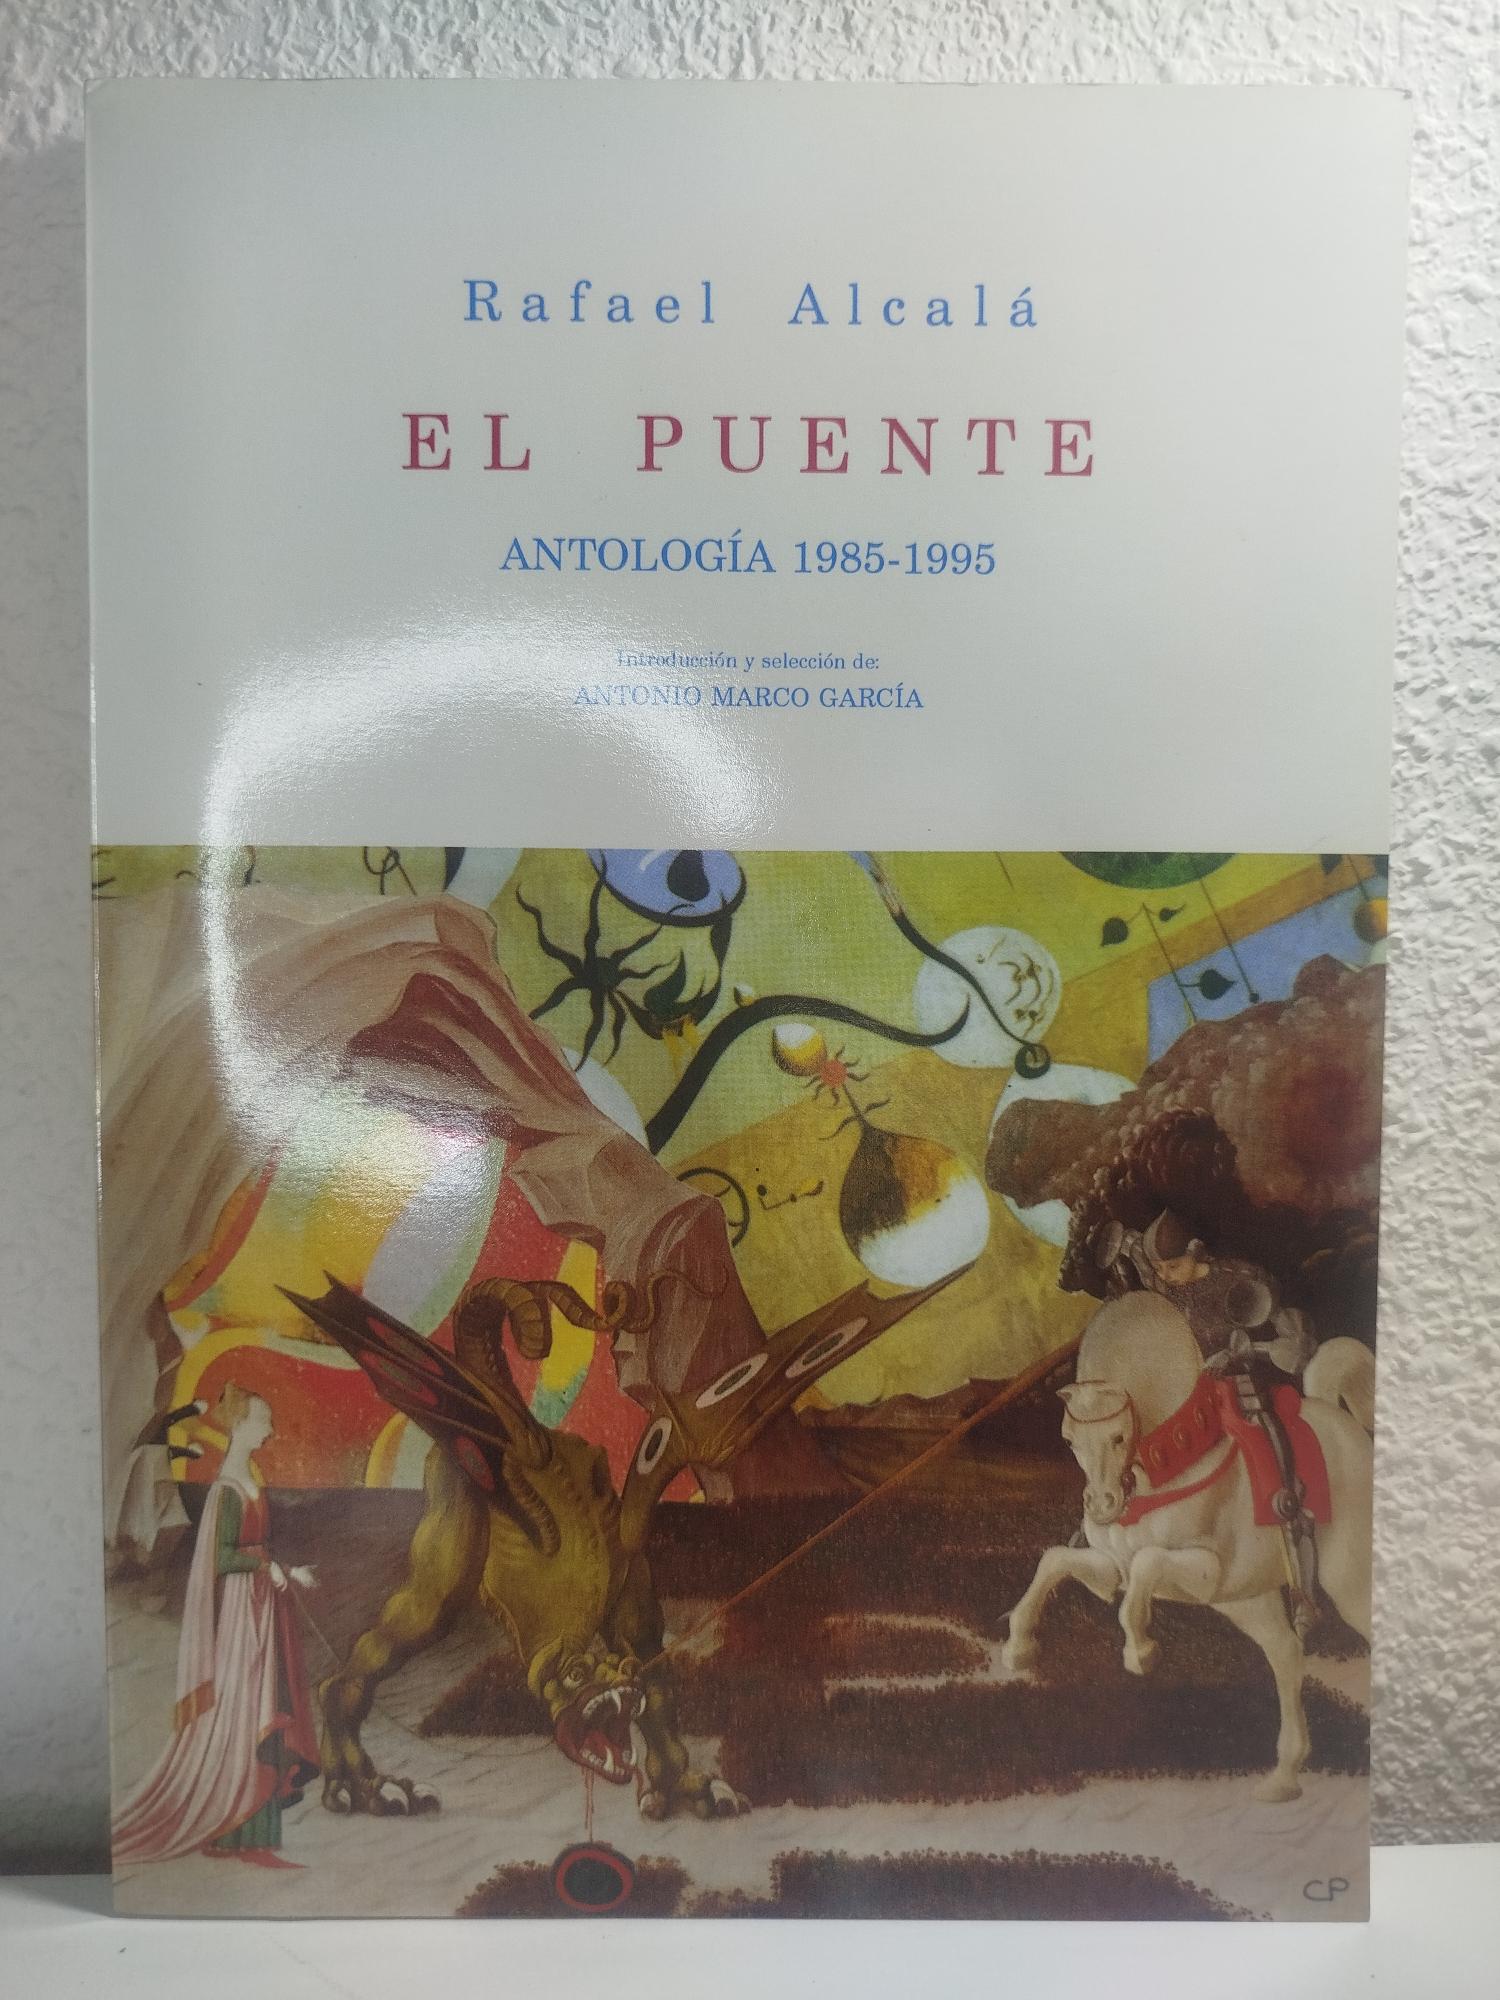 Rafael Alcalá
EL PUENTE
ANTOLOGÍA 1985-1995
Introducción y selección de:
ANTONIO MARCO GARCÍA
CP